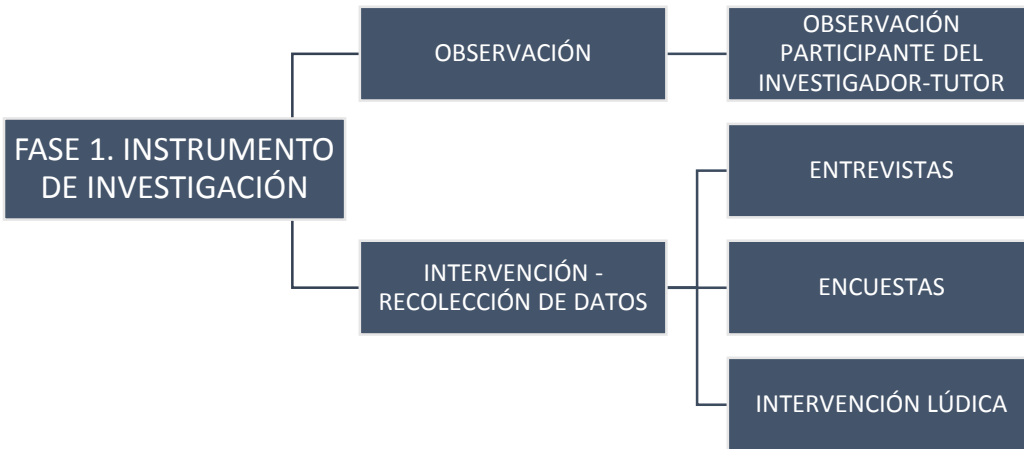 FASE 1. INSTRUMENTO
DE INVESTIGACIÓN
OBSERVACIÓN
OBSERVACIÓN
PARTICIPANTE DEL
INVESTIGADOR-TUTOR
INTERVENCIÓN -
RECOLECCIÓN DE DATOS
ENTREVISTAS
ENCUESTAS
INTERVENCIÓN LÚDICA